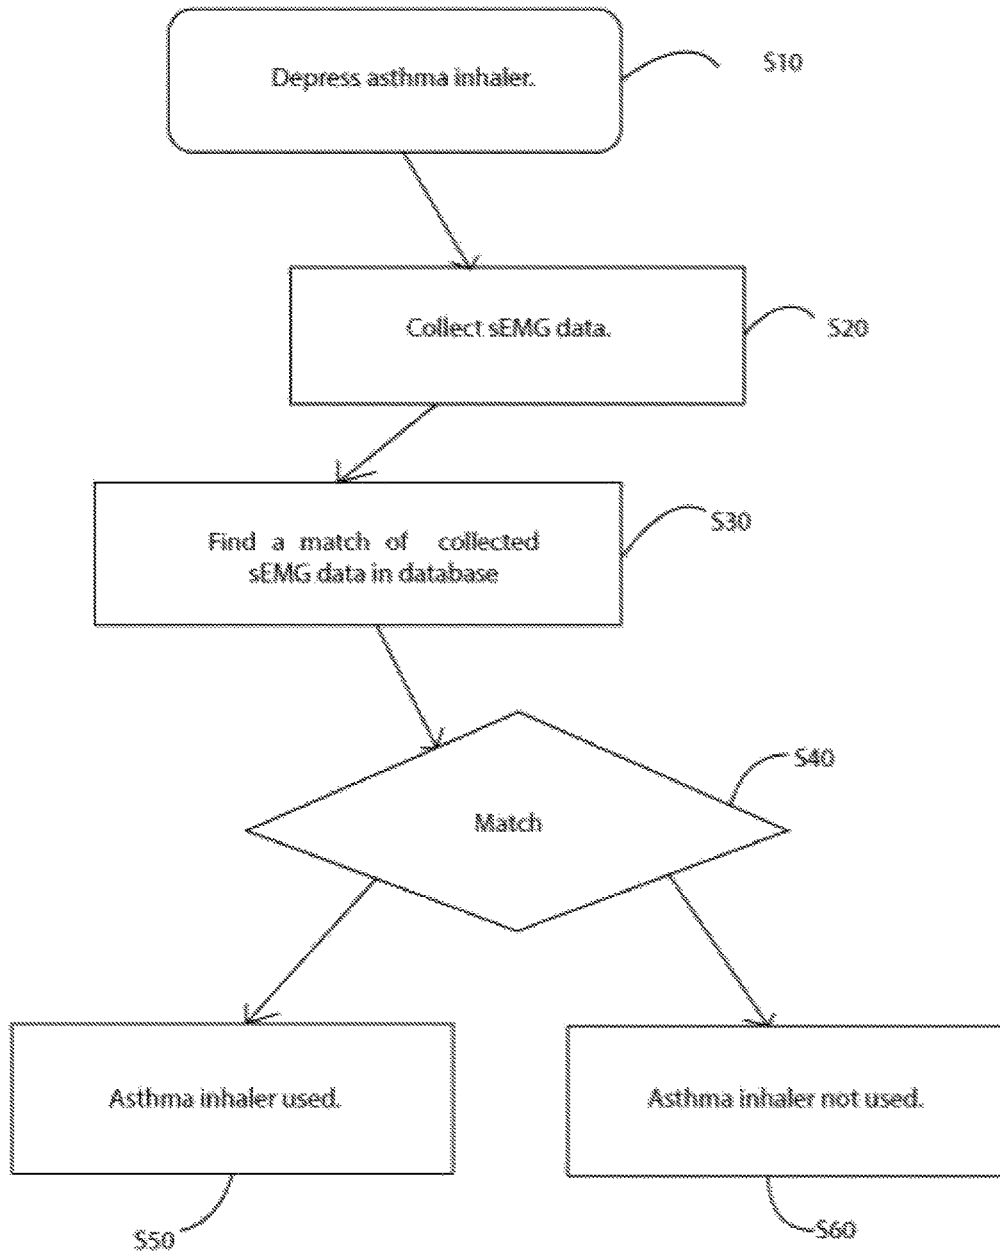 Depress asthma inhaler.
S10
Collect sEMG data.
S20
Find a match of collected
sEMG data in database
S30
Match
S40
Asthma inhaler used.
Asthma inhaler not used.
S50
S60